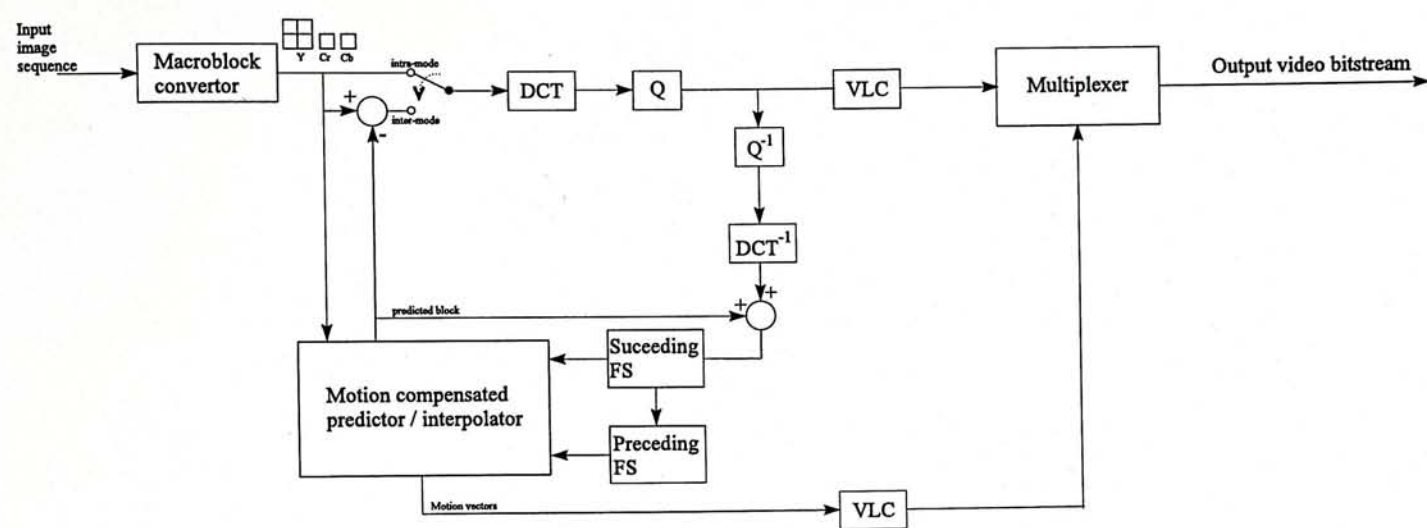 Input
image
sequence
Macroblock
convertor
Y Cr Cb
intra-mode
+
-
inter-mode
DCT
Q
VLC
Multiplexer
Output video bitstream
Q-1
DCT-1
+ +
predicted block
Suceeding
FS
Motion compensated
predictor / interpolator
Preceding
FS
Motion vectors
VLC